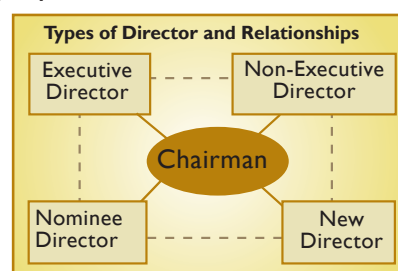 Types of Director and Relationships
Executive
Director
Non-Executive
Director
Chairman
Nominee
Director
New
Director